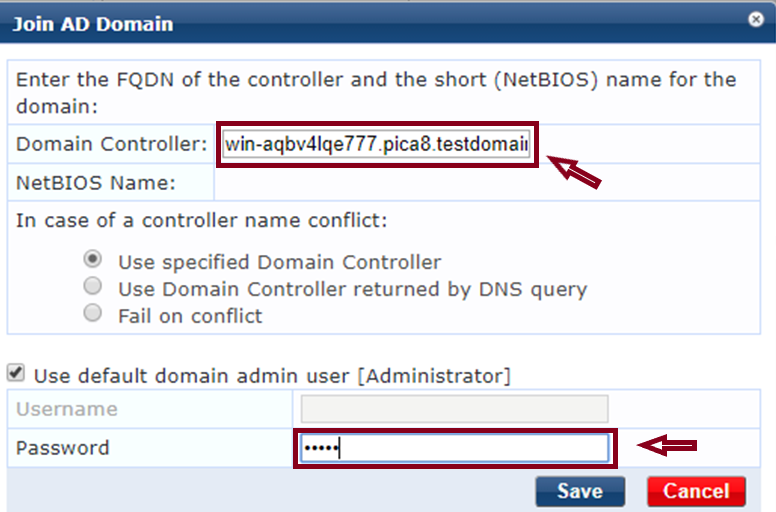 Join AD Domain
Enter the FQDN of the controller and the short (NetBIOS) name for the
domain:
Domain Controller: win-aqbv4lqe777.pica8.testdomain
NetBIOS Name:
In case of a controller name conflict:
Use specified Domain Controller
Use Domain Controller returned by DNS query
Fail on conflict
Use default domain admin user [Administrator]
Username
Password •••••
Save Cancel